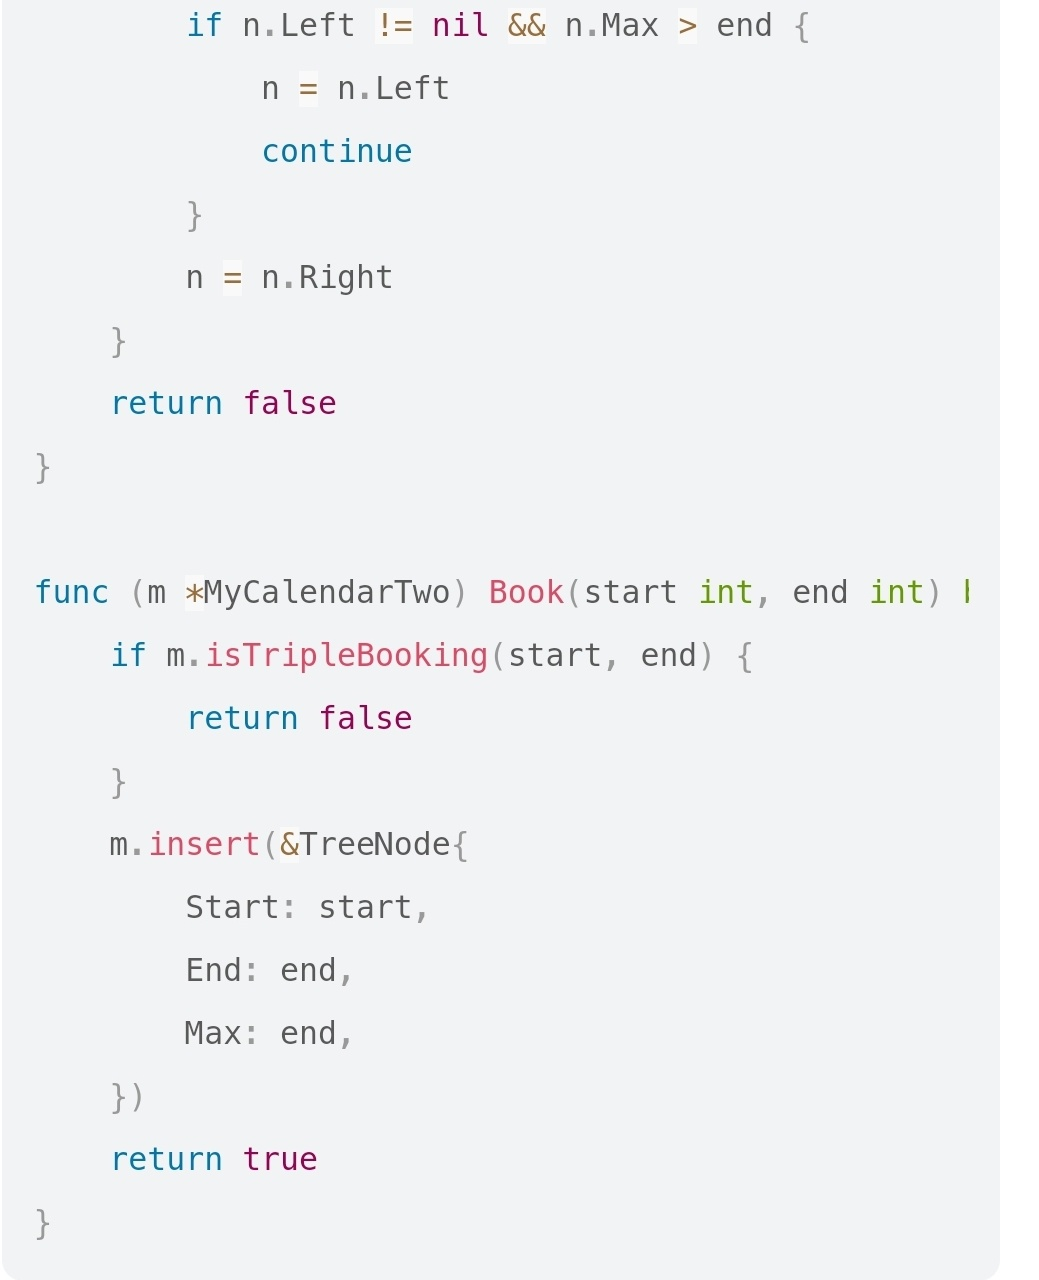 if n.Left != nil && n.Max > end {
            n = n.Left
            continue
        }
        n = n.Right
    }
    return false
}

func (m *MyCalendarTwo) Book(start int, end int)
    if m.isTripleBooking(start, end) {
        return false
    }
    m.insert(&TreeNode{
        Start: start,
        End: end,
        Max: end,
    })
    return true
}